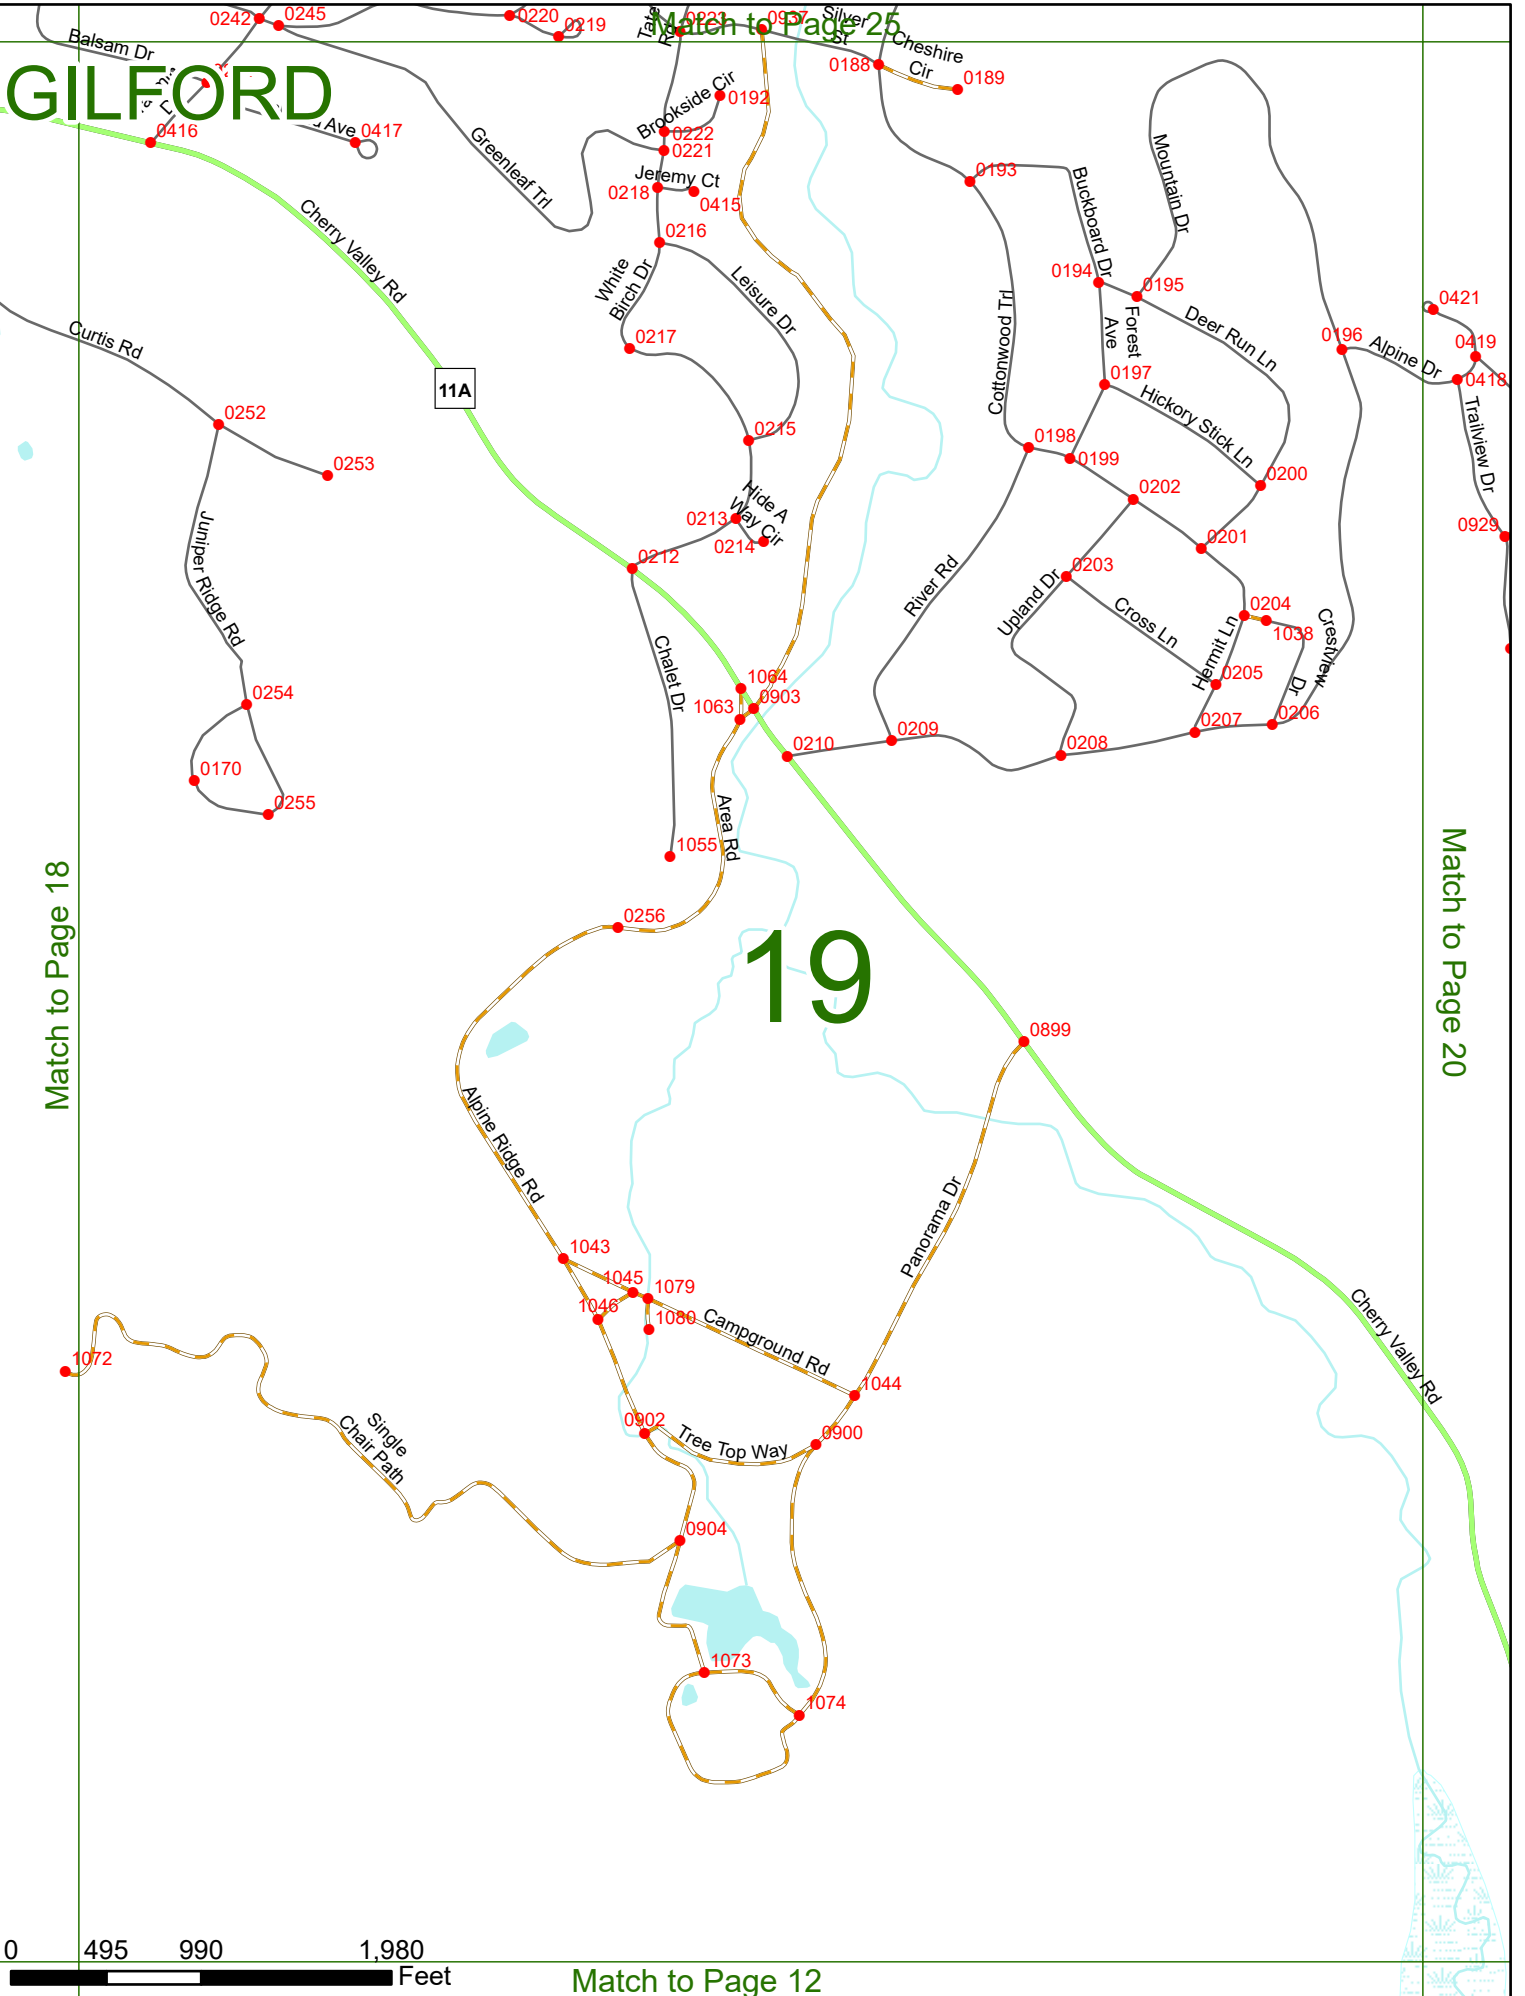 0242
0245
0220
0219
Tate
Rd
0223
Match to Page 25
0937
Silver
St
Cheshire
Cir
0188
0189
Balsam Dr
GILFORD
0416
Ave
0417
Greenleaf Trl
Brookside Cir
0192
0222
0221
Jeremy Ct
0218
0415
0216
0193
Mountain Dr
Buckboard Dr
Cherry Valley Rd
White
Birch Dr
Leisure Dr
0194
0195
0421
Curtis Rd
0217
Cottonwood Trl
Forest
Ave
Deer Run Ln
0196
Alpine Dr
0419
0418
11A
0197
Hickory Stick Ln
Trailview Dr
0252
0253
0215
0198
0199
0200
0202
Hide A
Way Cir
0213
0214
0929
0201
0212
Juniper Ridge Rd
River Rd
Upland Dr
0203
Cross Ln
0204
1038
Hermit Ln
Crestview
Dr
Chalet Dr
0205
1064
0903
1063
0254
0209
0210
0208
0207
0206
0170
0255
Area Rd
1055
Match to Page 18
Match to Page 20
0256
19
0899
Alpine Ridge Rd
Panorama Dr
1043
1045
1079
1046
1080
Campground Rd
Cherry Valley Rd
1072
1044
Single
Chair Path
0902
Tree Top Way
0900
0904
1073
1074
0
495
990
1,980
Feet
Match to Page 12